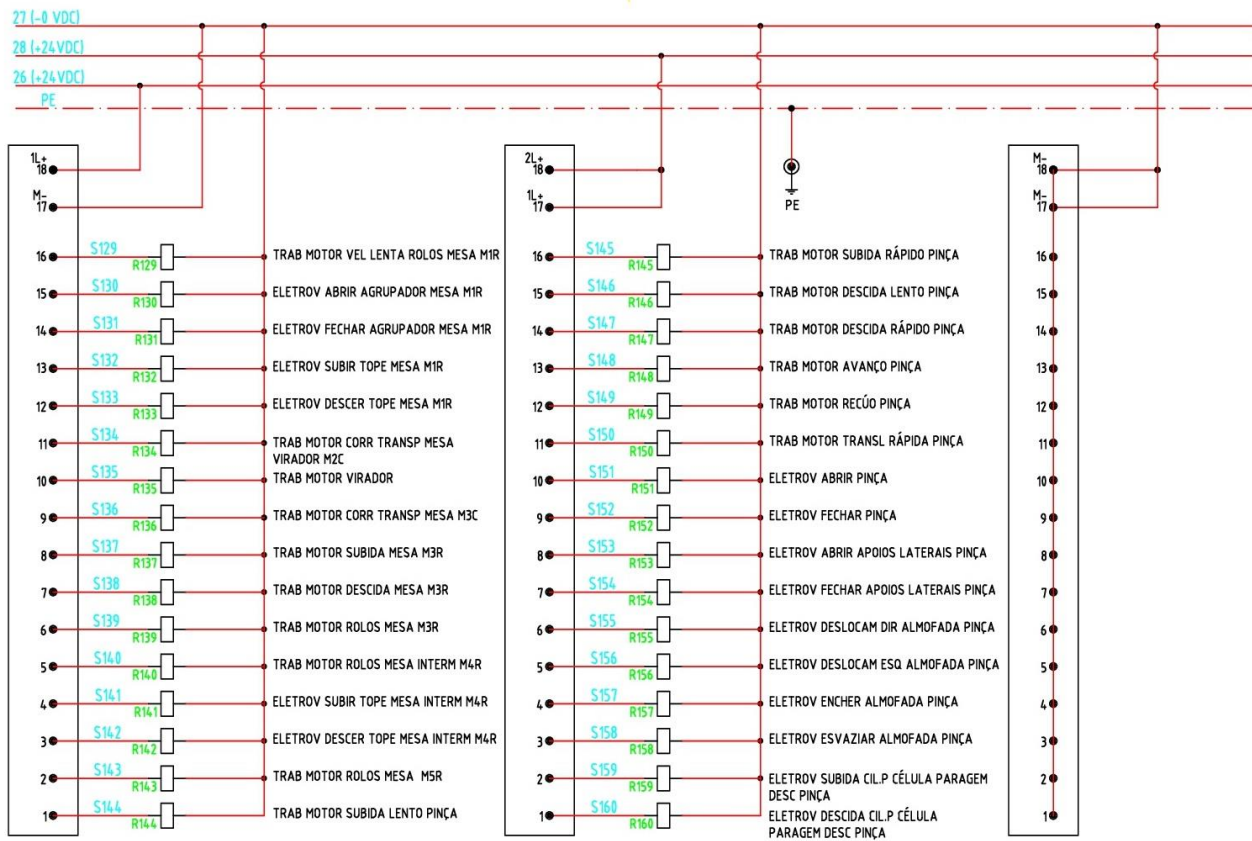 27 (-0 VDC)
28 (+24VDC)
26 (+24VDC)
PE
1L+
18
M-
17
16 S129 R129 TRAB MOTOR VEL LENTA ROLOS MESA M1R
15 S130 R130 ELETROV ABRIR AGRUPADOR MESA M1R
14 S131 R131 ELETROV FECHAR AGRUPADOR MESA M1R
13 S132 R132 ELETROV SUBIR TOPE MESA M1R
12 S133 R133 ELETROV DESCER TOPE MESA M1R
11 S134 R134 TRAB MOTOR CORR TRANSP MESA
VIRADOR M2C
10 S135 R135 TRAB MOTOR VIRADOR
9 S136 R136 TRAB MOTOR CORR TRANSP MESA M3C
8 S137 R137 TRAB MOTOR SUBIDA MESA M3R
7 S138 R138 TRAB MOTOR DESCIDA MESA M3R
6 S139 R139 TRAB MOTOR ROLOS MESA M3R
5 S140 R140 TRAB MOTOR ROLOS MESA INTERM M4R
4 S141 R141 ELETROV SUBIR TOPE MESA INTERM M4R
3 S142 R142 ELETROV DESCER TOPE MESA INTERM M4R
2 S143 R143 TRAB MOTOR ROLOS MESA M5R
1 S144 R144 TRAB MOTOR SUBIDA LENTO PINÇA
2L+
18
1L+
17
16 S145 R145 TRAB MOTOR SUBIDA RÁPIDO PINÇA
15 S146 R146 TRAB MOTOR DESCIDA LENTO PINÇA
14 S147 R147 TRAB MOTOR DESCIDA RÁPIDO PINÇA
13 S148 R148 TRAB MOTOR AVANÇO PINÇA
12 S149 R149 TRAB MOTOR RECÚO PINÇA
11 S150 R150 TRAB MOTOR TRANSL RÁPIDA PINÇA
10 S151 R151 ELETROV ABRIR PINÇA
9 S152 R152 ELETROV FECHAR PINÇA
8 S153 R153 ELETROV ABRIR APOIOS LATERAIS PINÇA
7 S154 R154 ELETROV FECHAR APOIOS LATERAIS PINÇA
6 S155 R155 ELETROV DESLOCAM DIR ALMOFADA PINÇA
5 S156 R156 ELETROV DESLOCAM ESQ ALMOFADA PINÇA
4 S157 R157 ELETROV ENCHER ALMOFADA PINÇA
3 S158 R158 ELETROV ESVAZIAR ALMOFADA PINÇA
2 S159 R159 ELETROV SUBIDA CIL.P CÉLULA PARAGEM
DESC PINÇA
1 S160 R160 ELETROV DESCIDA CIL.P CÉLULA
PARAGEM DESC PINÇA
PE
M-
18
M-
17
16
15
14
13
12
11
10
9
8
7
6
5
4
3
2
1